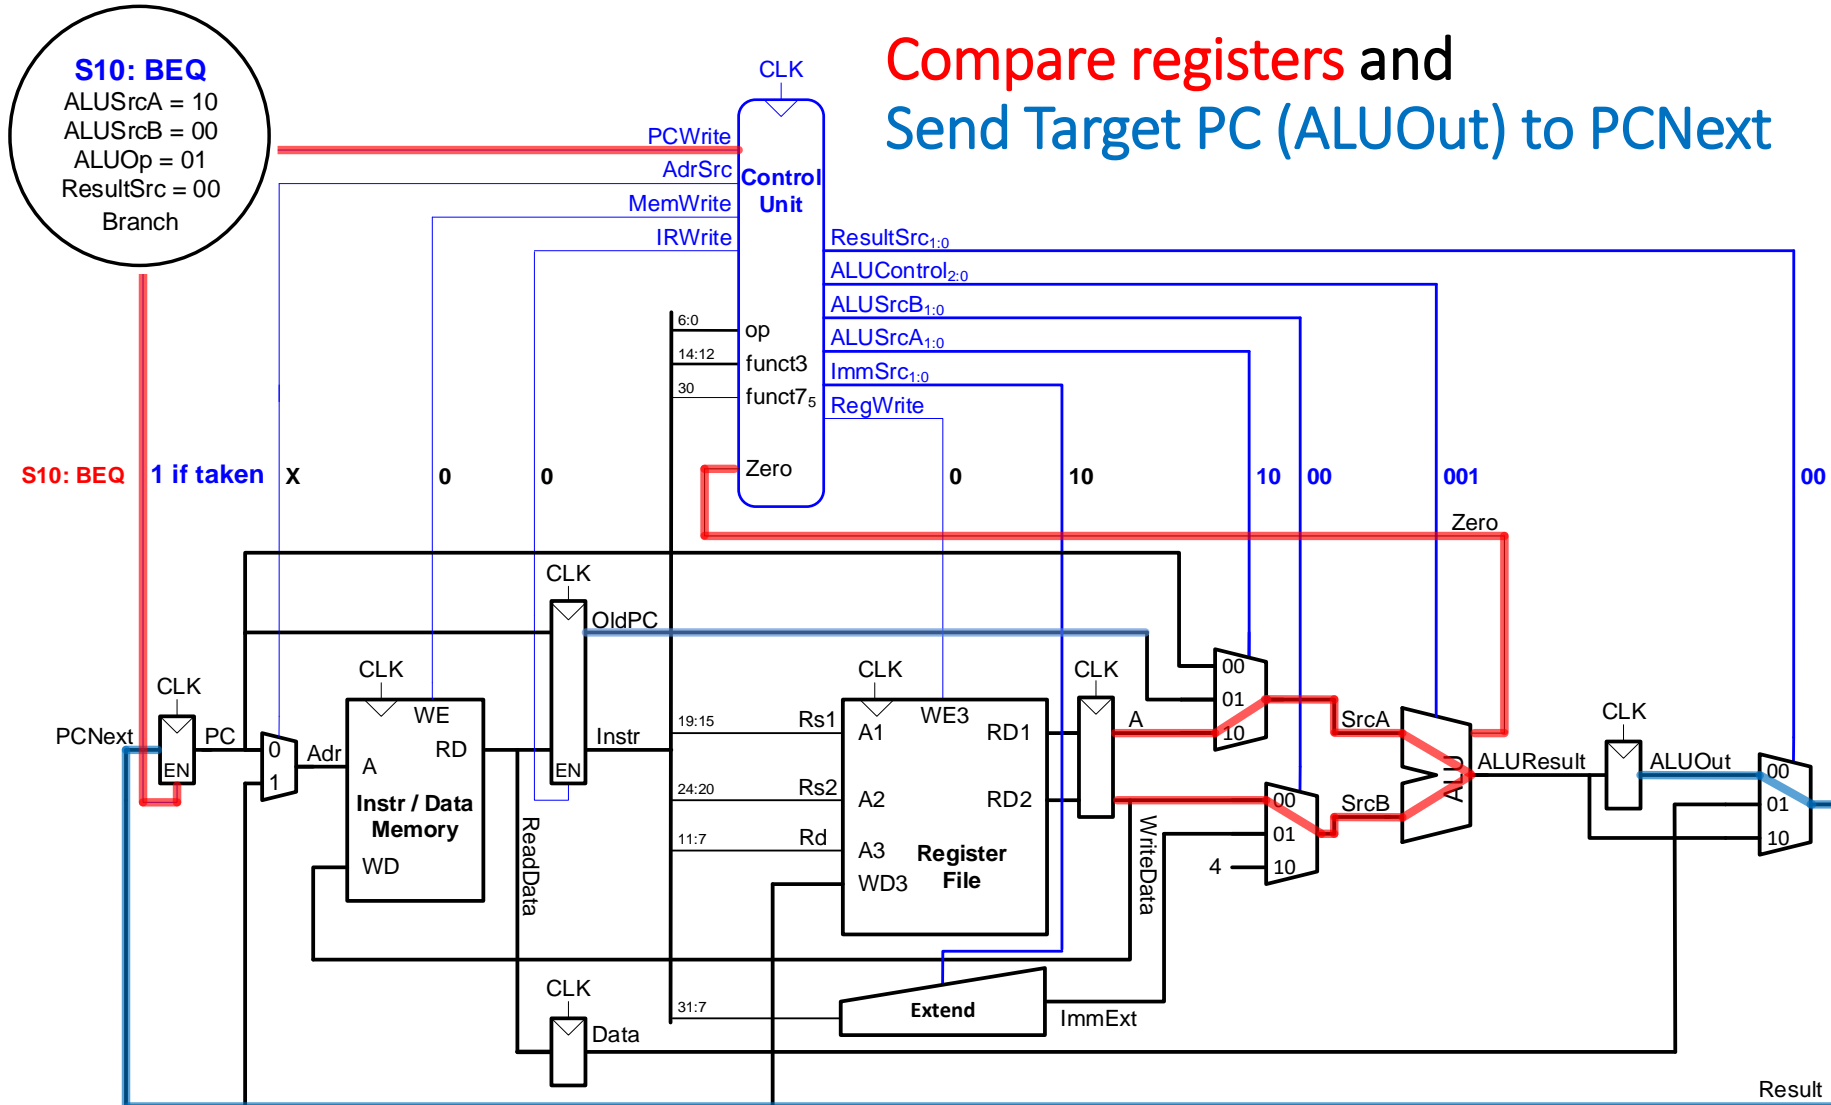 Compare registers and
Send Target PC (ALUOut) to PCNext
S10: BEQ
ALUSrcA = 10
ALUSrcB = 00
ALUOp = 01
ResultSrc = 00
Branch
CLK
PCWrite
AdrSrc
MemWrite
IRWrite
Control
Unit
ResultSrc1:0
ALUControl2:0
ALUSrcB1:0
ALUSrcA1:0
ImmSrc1:0
RegWrite
6:0
op
14:12
funct3
30
funct75
Zero
S10: BEQ
1 if taken
X
0
0
0
10
10
00
001
00
Zero
CLK
OldPC
CLK
PCNext
EN
PC
0
1
Adr
CLK
WE
RD
A
Instr / Data
Memory
WD
EN
Instr
ReadData
19:15
Rs1
24:20
Rs2
11:7
Rd
31:7
CLK
A1
WE3
RD1
A2
RD2
A3
WD3
Register
File
CLK
A
WriteData
00
01
10
SrcA
00
01
10
4
SrcB
ALU
ALUResult
CLK
ALUOut
00
01
10
Extend
ImmExt
CLK
Data
Result